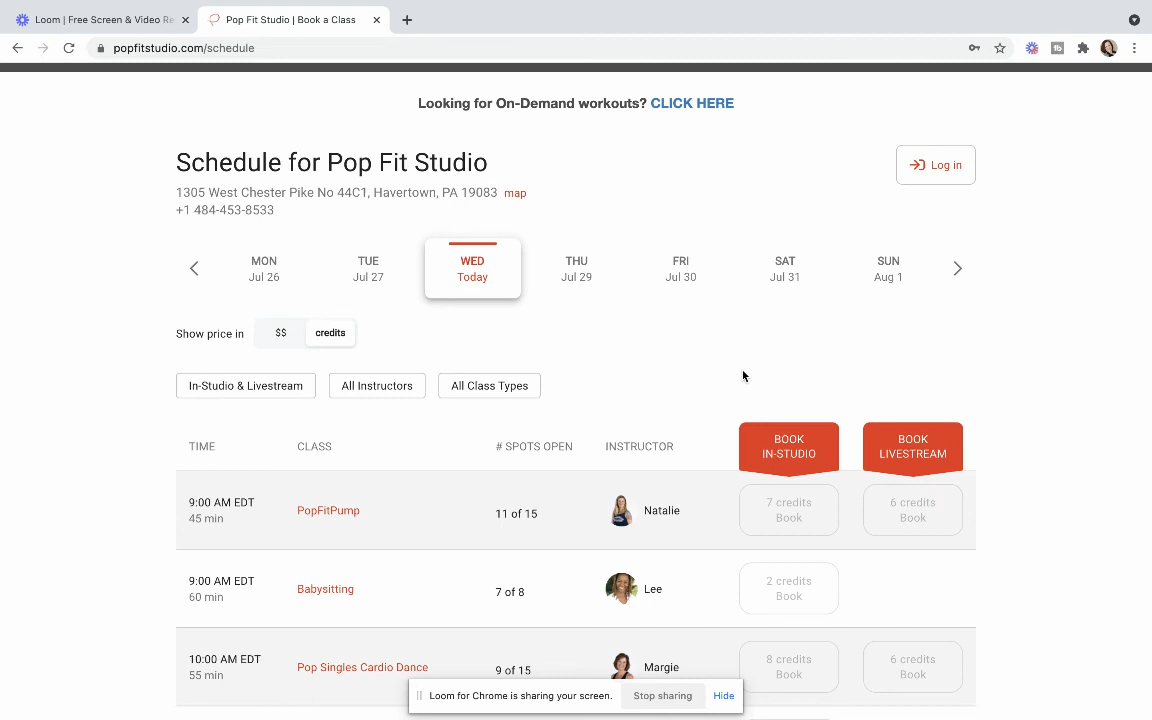 Loom | Free Screen & Video Re
Pop Fit Studio | Book a Class
popfitstudio.com/schedule
Looking for On-Demand workouts? CLICK HERE
Schedule for Pop Fit Studio
Log in
1305 West Chester Pike No 44C1, Havertown, PA 19083 map
+1 484-453-8533
MON TUE WED THU FRI SAT SUN
Jul 26 Jul 27 Today Jul 29 Jul 30 Jul 31 Aug 1
Show price in $$ credits
In-Studio & Livestream All Instructors All Class Types
TIME CLASS # SPOTS OPEN INSTRUCTOR BOOK IN-STUDIO BOOK LIVESTREAM
9:00 AM EDT PopFitPump 11 of 15 Natalie 7 credits 6 credits
45 min Book Book
9:00 AM EDT Babysitting 7 of 8 Lee 2 credits
60 min Book
10:00 AM EDT Pop Singles Cardio Dance 9 of 15 Margie 8 credits 6 credits
55 min Book Book
Loom for Chrome is sharing your screen. Stop sharing Hide